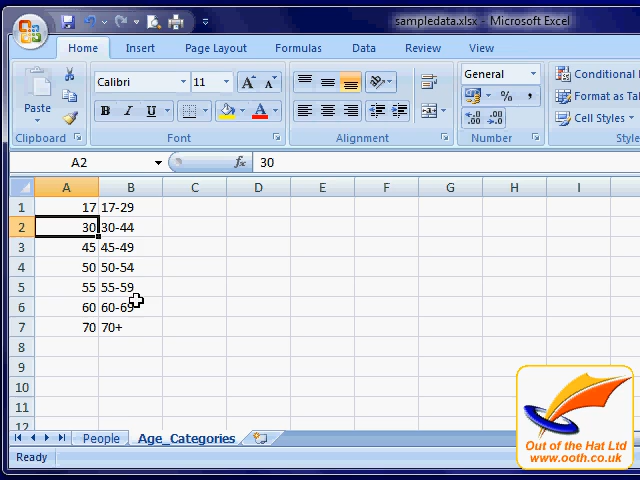 sampledata.xlsx - Microsoft Excel
Home Insert Page Layout Formulas Data Review View
Paste
Calibri 11 A A
General
Conditional
B I U A
% ,
Format as Tab
Cell Styles
Clipboard Font Alignment Number Style
A2 fx 30
A B C D E F G H I
1 17 17-29
2 30 30-44
3 45 45-49
4 50 50-54
5 55 55-59
6 60 60-69
7 70 70+
8
9
10
11
12
People Age_Categories
Ready
Out of the Hat Ltd
www.ooth.co.uk